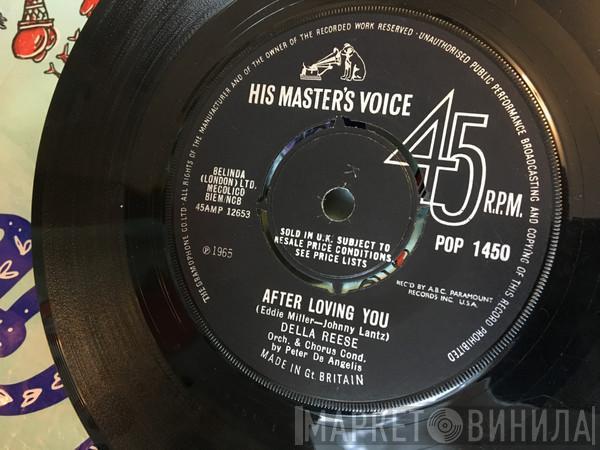 THE GRAMOPHONE CO. LTD · ALL RIGHTS OF THE MANUFACTURER AND OF THE OWNER OF THE RECORDED WORK RESERVED · UNAUTHORISED PUBLIC PERFORMANCE BROADCASTING AND COPYING OF THIS RECORD PROHIBITED
HIS MASTER'S VOICE
45 R.P.M.
BELINDA
(LONDON) LTD.
MECOLICO
BIEM/NCB
45AMP 12653
℗ 1965
SOLD IN U.K. SUBJECT TO
RESALE PRICE CONDITIONS
SEE PRICE LISTS
POP 1450
REC'D BY A.B.C. PARAMOUNT
RECORDS INC. U.S.A.
AFTER LOVING YOU
(Eddie Miller—Johnny Lantz)
DELLA REESE
Orch. & Chorus Cond.
by Peter De Angelis
MADE IN Gt. BRITAIN
МАРКЕТ ВИНИЛА